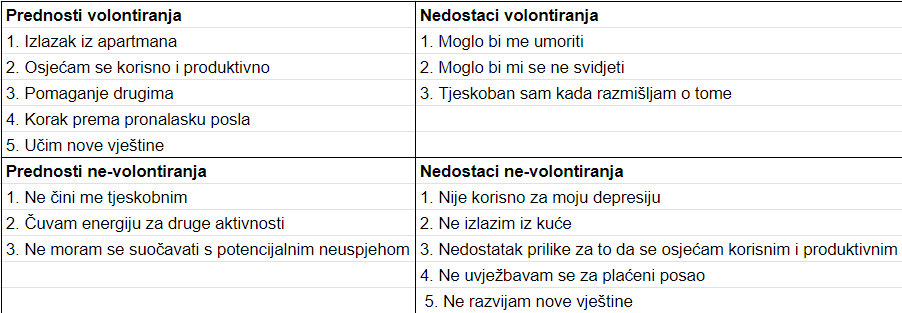 Prednosti volontiranja
1. Izlazak iz apartmana
2. Osjećam se korisno i produktivno
3. Pomaganje drugima
4. Korak prema pronalasku posla
5. Učim nove vještine
Nedostaci volontiranja
1. Moglo bi me umoriti
2. Moglo bi mi se ne svidjeti
3. Tjeskoban sam kada razmišljam o tome
Prednosti ne-volontiranja
1. Ne čini me tjeskobnim
2. Čuvam energiju za druge aktivnosti
3. Ne moram se suočavati s potencijalnim neuspjehom
Nedostaci ne-volontiranja
1. Nije korisno za moju depresiju
2. Ne izlazim iz kuće
3. Nedostatak prilike za to da se osjećam korisnim i produktivnim
4. Ne uvježbavam se za plaćeni posao
5. Ne razvijam nove vještine